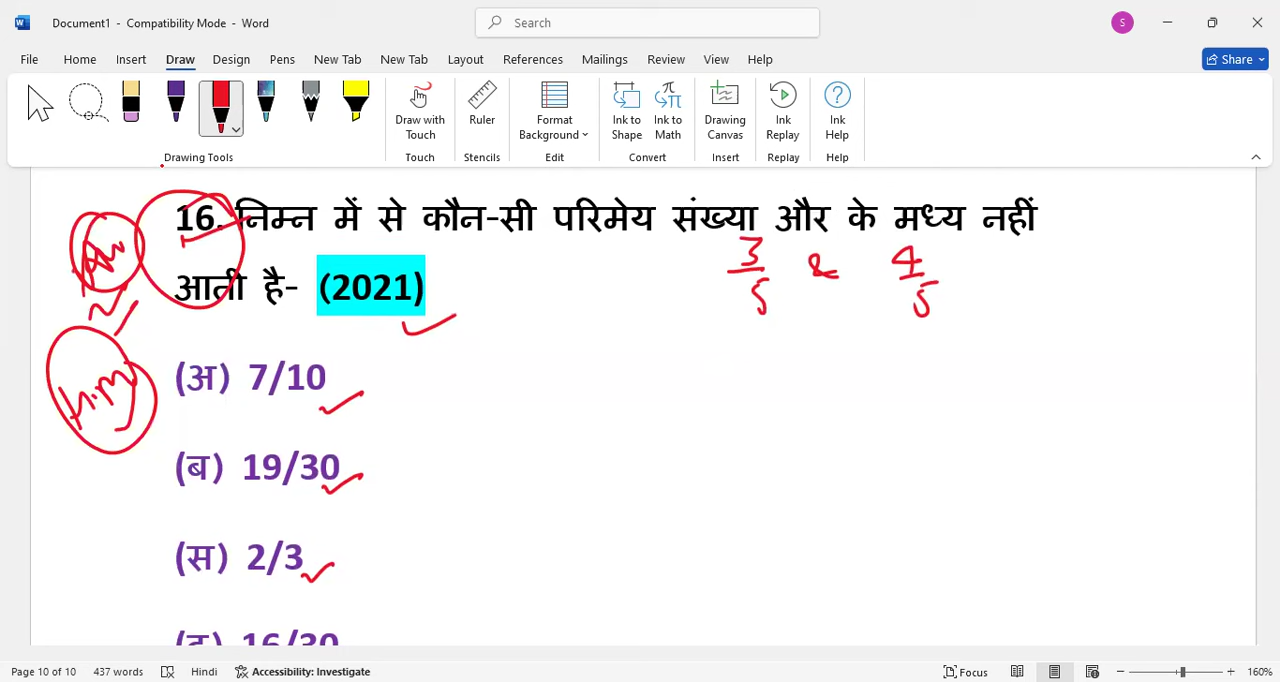 Document1 - Compatibility Mode - Word
Search
S
File Home Insert Draw Design Pens New Tab New Tab Layout References Mailings Review View Help
Share
Draw with Touch
Ruler
Format Background
Ink to Shape
Ink to Math
Drawing Canvas
Ink Replay
Ink Help
Drawing Tools Touch Stencils Edit Convert Insert Replay Help
16. निम्न में से कौन-सी परिमेय संख्या और के मध्य नहीं
3/5 & 4/5
आती है- (2021)
(अ) 7/10
(ब) 19/30
(स) 2/3
(द) 16/30
Page 10 of 10 437 words Hindi Accessibility: Investigate Focus 160%